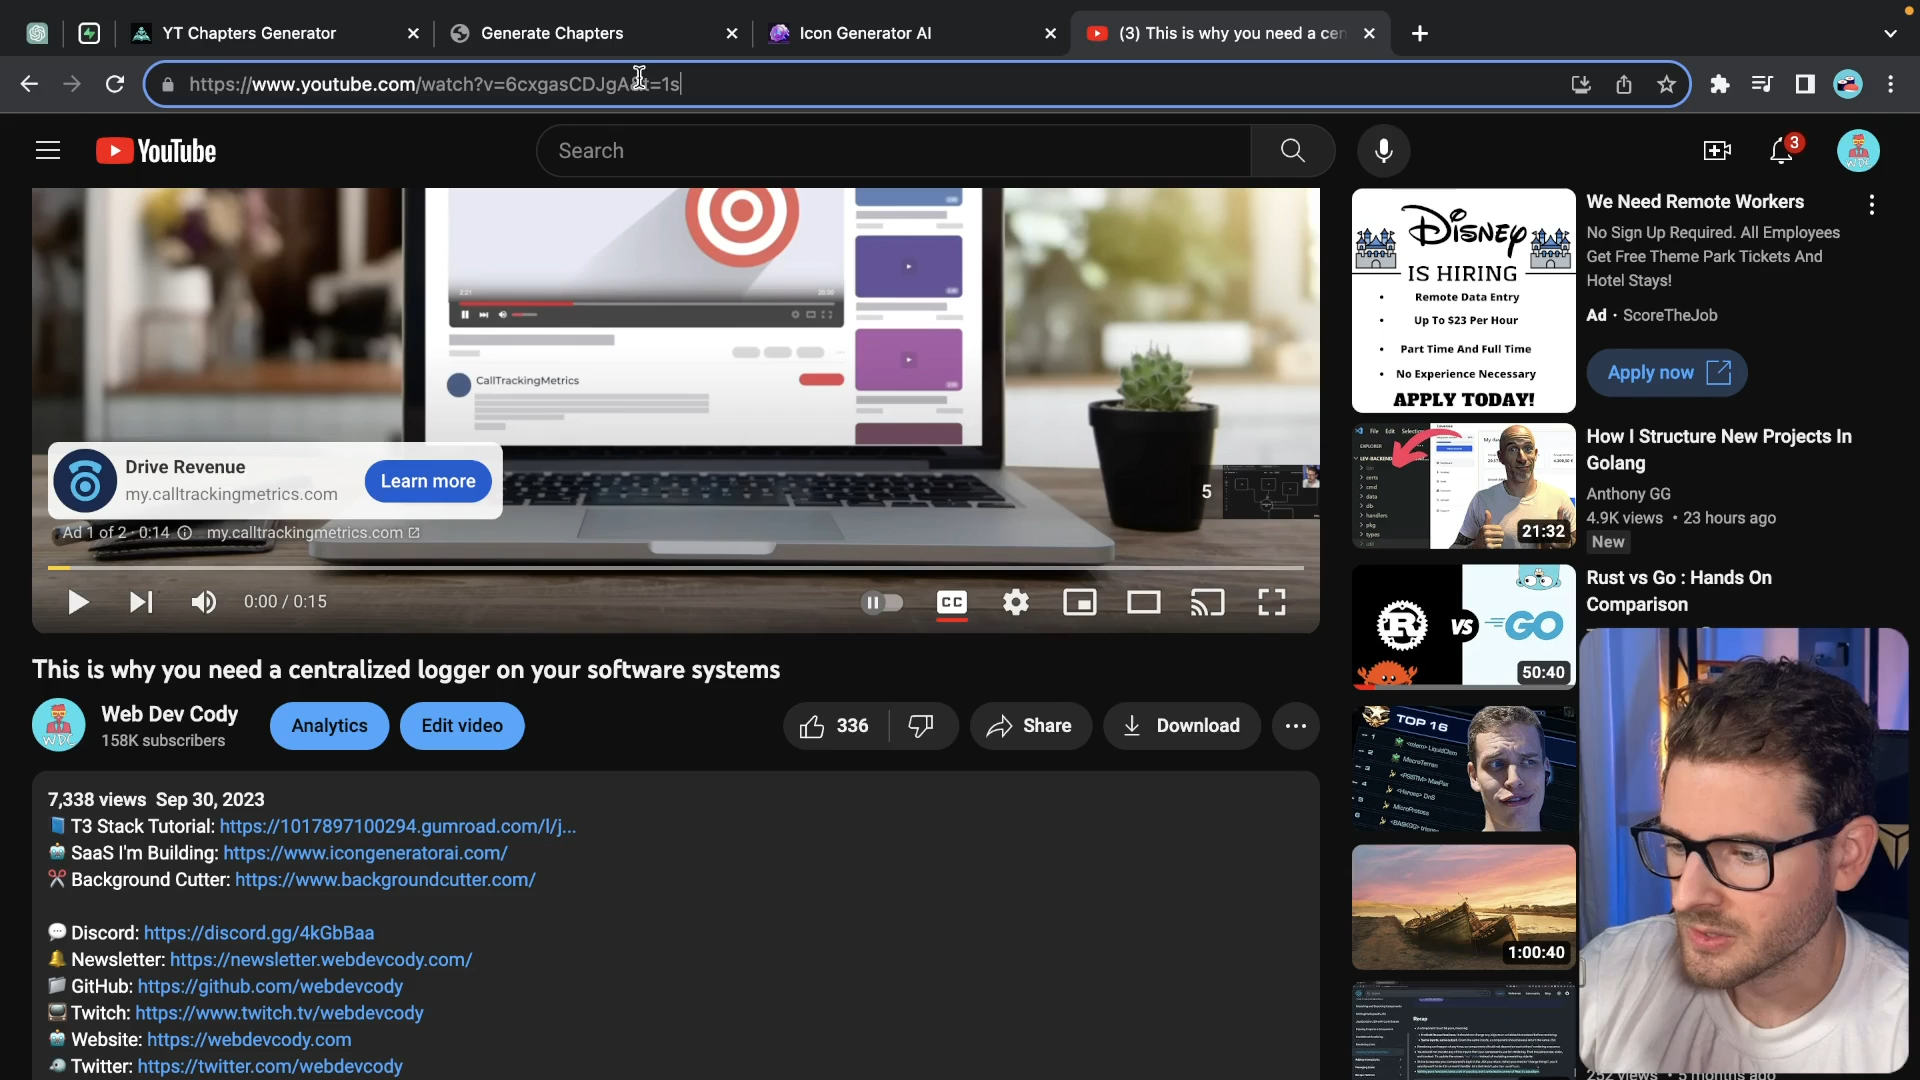 YT Chapters Generator
Generate Chapters
Icon Generator AI
(3) This is why you need a cen
https://www.youtube.com/watch?v=6cxgasCDJgA&t=1s
YouTube
Search
3
2:21
20:00
CallTrackingMetrics
Drive Revenue
my.calltrackingmetrics.com
Learn more
Ad 1 of 2 · 0:14
my.calltrackingmetrics.com
5
0:00 / 0:15
CC
This is why you need a centralized logger on your software systems
Web Dev Cody
158K subscribers
Analytics
Edit video
336
Share
Download
7,338 views Sep 30, 2023
T3 Stack Tutorial: https://1017897100294.gumroad.com/l/j...
SaaS I'm Building: https://www.icongeneratorai.com/
Background Cutter: https://www.backgroundcutter.com/
Discord: https://discord.gg/4kGbBaa
Newsletter: https://newsletter.webdevcody.com/
GitHub: https://github.com/webdevcody
Twitch: https://www.twitch.tv/webdevcody
Website: https://webdevcody.com
Twitter: https://twitter.com/webdevcody
DISNEY
IS HIRING
• Remote Data Entry
• Up To $23 Per Hour
• Part Time And Full Time
• No Experience Necessary
APPLY TODAY!
We Need Remote Workers
No Sign Up Required. All Employees
Get Free Theme Park Tickets And
Hotel Stays!
Ad · ScoreTheJob
Apply now
21:32
How I Structure New Projects In
Golang
Anthony GG
4.9K views • 23 hours ago
New
R VS GO
50:40
Rust vs Go : Hands On
Comparison
TOP 16
1:00:40
Recap
252 views • 5 months ago